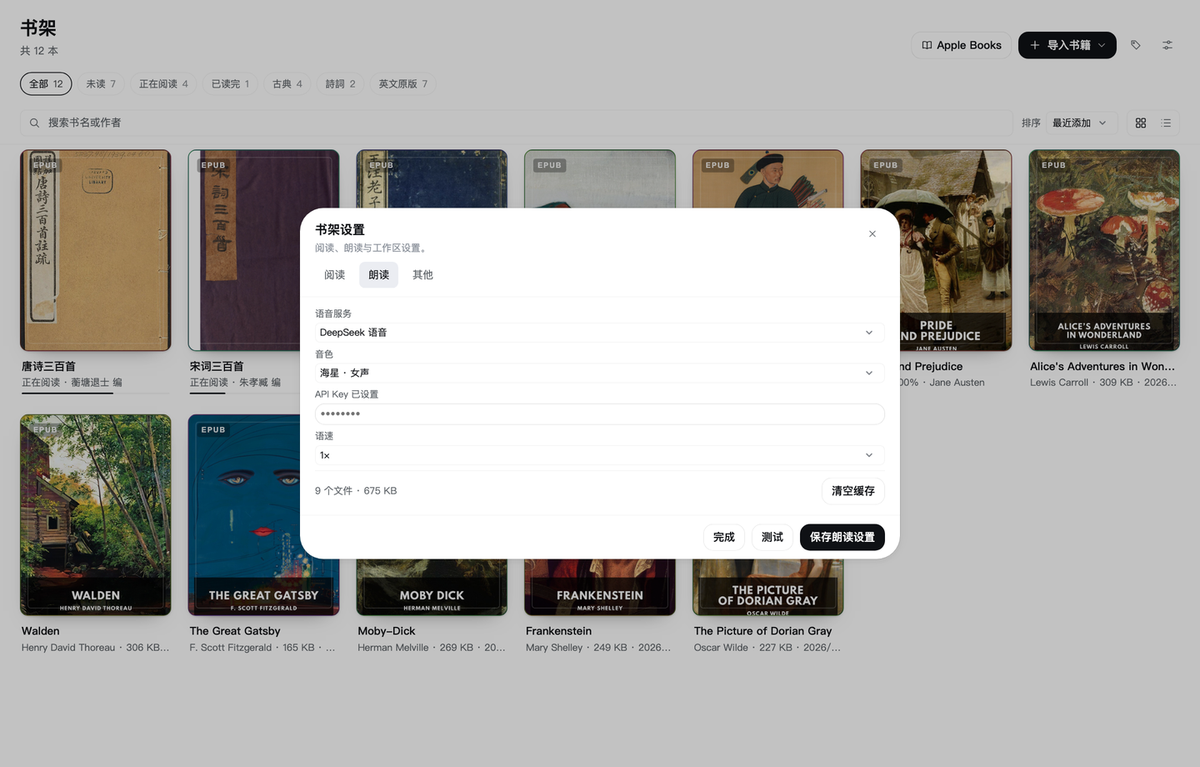 书架
共 12 本
Apple Books
导入书籍
全部 12
未读 7
正在阅读 4
已读完 1
古典 4
詩詞 2
英文原版 7
搜索书名或作者
排序
最近添加
EPUB
唐詩三百首註疏
EPUB
宋詞三百首
EPUB
EPUB
EPUB
EPUB
PRIDE
ND PREJUDICE
JANE AUSTEN
EPUB
ALICE'S ADVENTURES
IN WONDERLAND
LEWIS CARROLL
唐诗三百首
正在阅读 · 蘅塘退士 编
宋词三百首
正在阅读 · 朱孝臧 编
nd Prejudice
00% · Jane Austen
Alice's Adventures in Won...
Lewis Carroll · 309 KB · 2026...
书架设置
阅读、朗读与工作区设置。
阅读
朗读
其他
语音服务
DeepSeek 语音
音色
海星 · 女声
API Key 已设置
••••••••
语速
1×
9 个文件 · 675 KB
清空缓存
完成
测试
保存朗读设置
EPUB
WALDEN
HENRY DAVID THOREAU
EPUB
THE GREAT GATSBY
F. SCOTT FITZGERALD
MOBY DICK
HERMAN MELVILLE
FRANKENSTEIN
MARY SHELLEY
THE PICTURE
OF DORIAN GRAY
OSCAR WILDE
Walden
Henry David Thoreau · 306 KB...
The Great Gatsby
F. Scott Fitzgerald · 165 KB · ...
Moby-Dick
Herman Melville · 269 KB · 20...
Frankenstein
Mary Shelley · 249 KB · 2026...
The Picture of Dorian Gray
Oscar Wilde · 227 KB · 2026/...